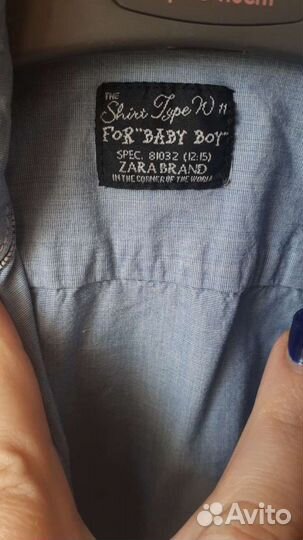 THE
Shirt Type W 11
FOR "BABY BOY"
SPEC. 81032 (12:15)
ZARA BRAND
IN THE CORNER OF THE WORLD
Avito